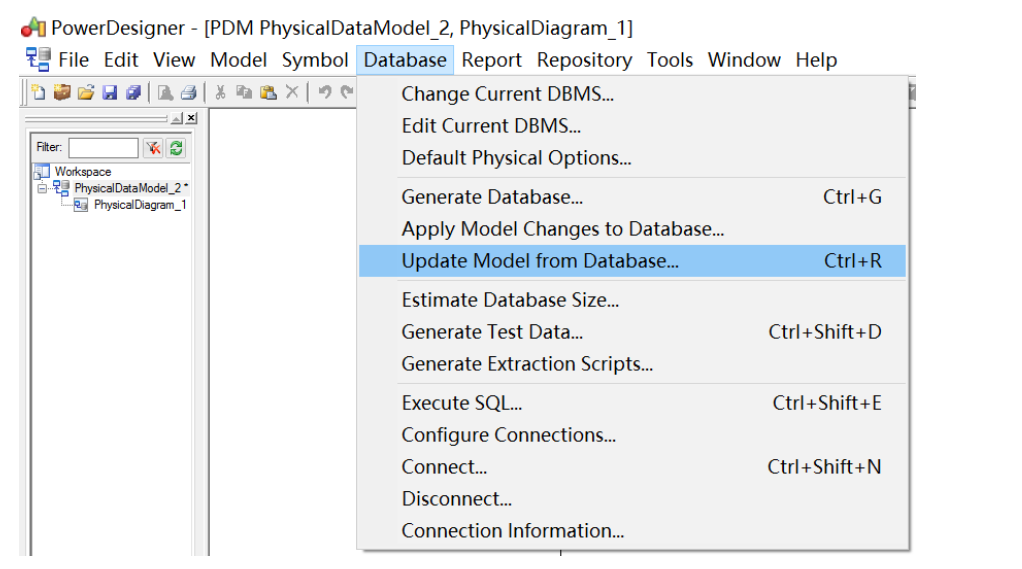 PowerDesigner - [PDM PhysicalDataModel_2, PhysicalDiagram_1]
File Edit View Model Symbol Database Report Repository Tools Window Help
Change Current DBMS...
Edit Current DBMS...
Default Physical Options...
Generate Database... Ctrl+G
Apply Model Changes to Database...
Update Model from Database... Ctrl+R
Estimate Database Size...
Generate Test Data... Ctrl+Shift+D
Generate Extraction Scripts...
Execute SQL... Ctrl+Shift+E
Configure Connections...
Connect... Ctrl+Shift+N
Disconnect...
Connection Information...
Filter:
Workspace
PhysicalDataModel_2 *
PhysicalDiagram_1